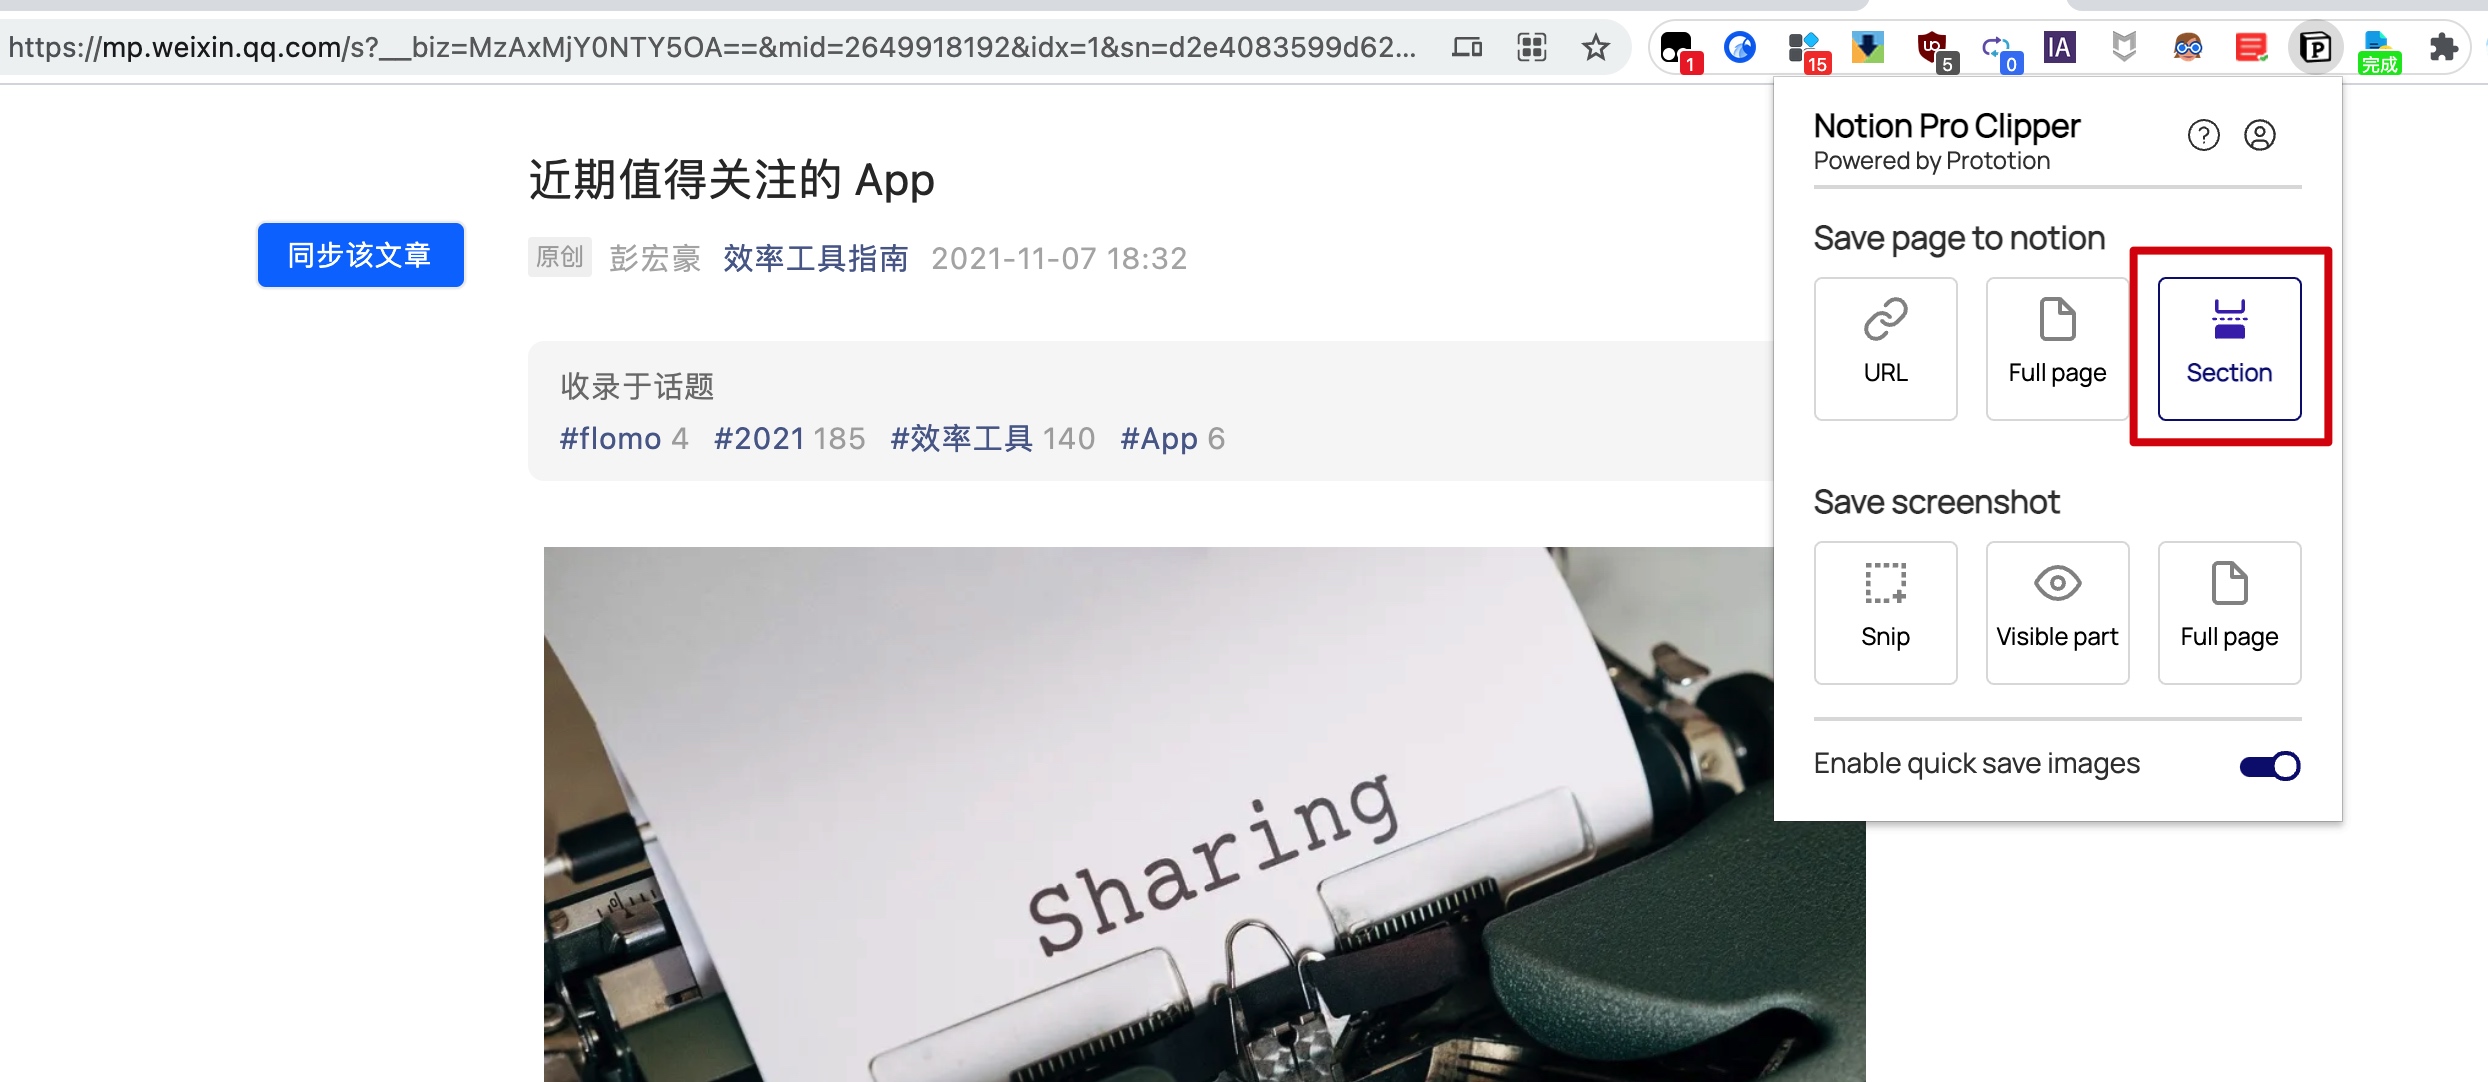 https://mp.weixin.qq.com/s?__biz=MzAxMjY0NTY5OA==&mid=2649918192&idx=1&sn=d2e4083599d62...
1
15
UO
5
0
IA
P
完成
Notion Pro Clipper
Powered by Prototion
?
近期值得关注的 App
同步该文章
原创 彭宏豪 效率工具指南 2021-11-07 18:32
Save page to notion
URL
Full page
Section
收录于话题
#flomo 4 #2021 185 #效率工具 140 #App 6
Save screenshot
Snip
Visible part
Full page
Enable quick save images
Sharing